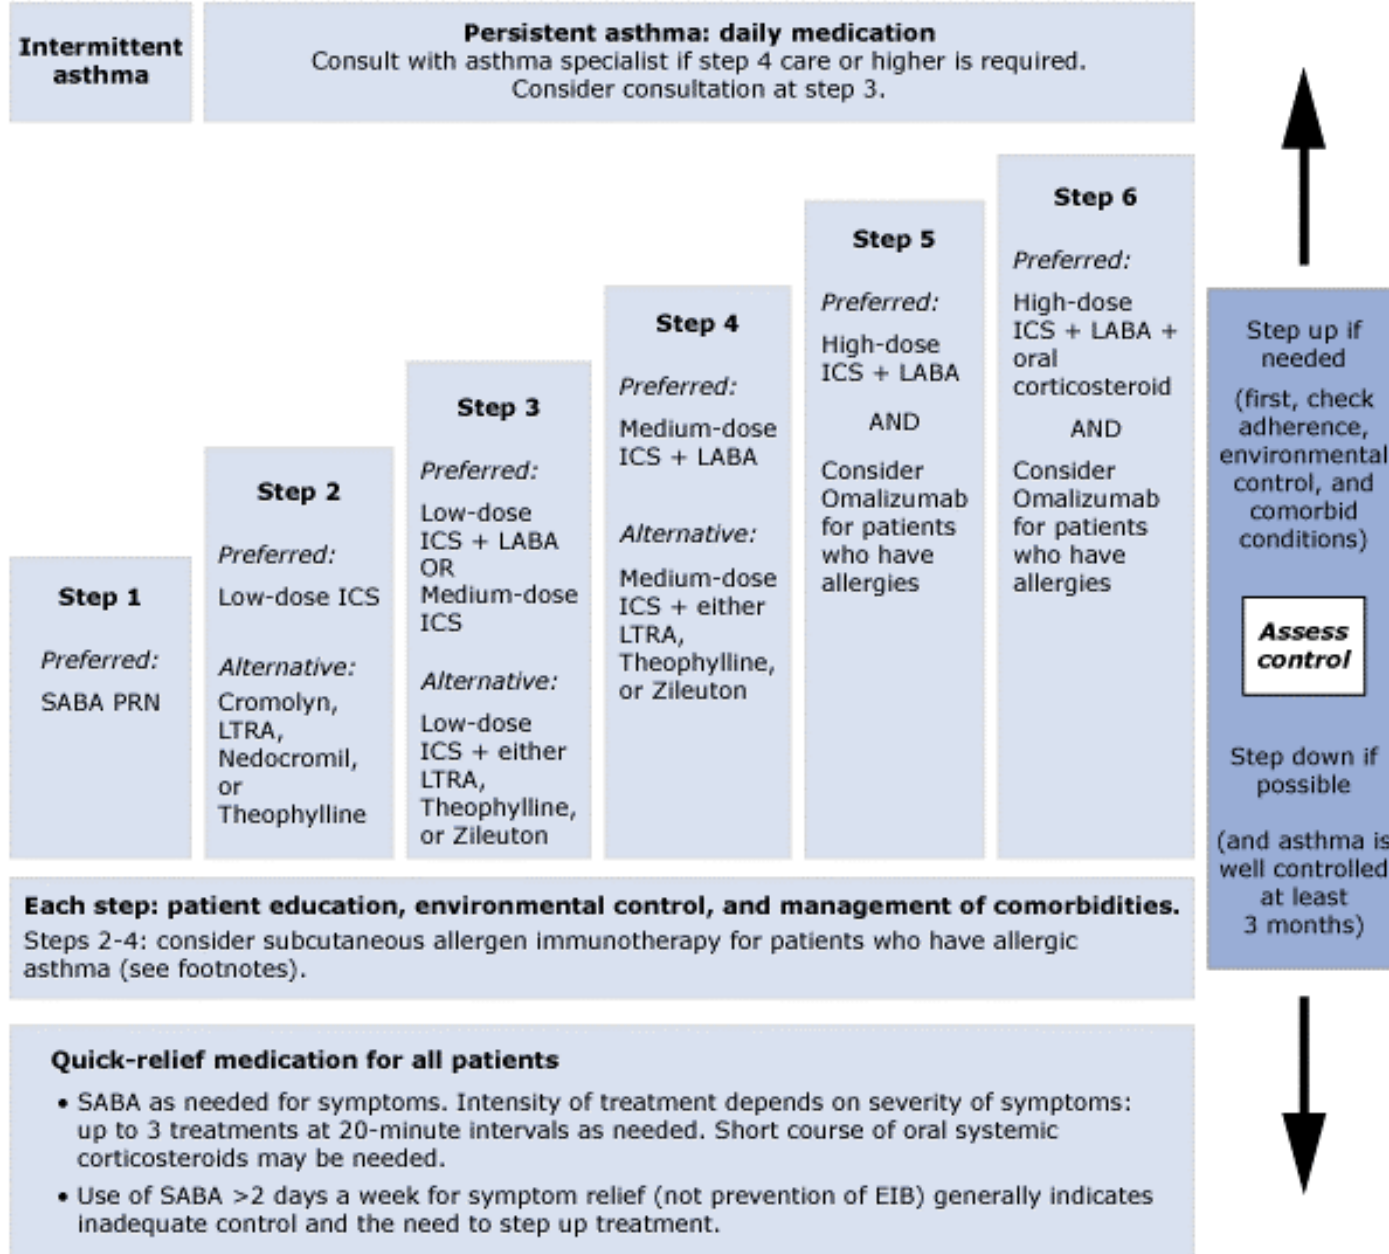 Intermittent
asthma
Persistent asthma: daily medication
Consult with asthma specialist if step 4 care or higher is required.
Consider consultation at step 3.
Step 1
Preferred:
SABA PRN
Step 2
Preferred:
Low-dose ICS
Alternative:
Cromolyn,
LTRA,
Nedocromil,
or
Theophylline
Step 3
Preferred:
Low-dose
ICS + LABA
OR
Medium-dose
ICS
Alternative:
Low-dose
ICS + either
LTRA,
Theophylline,
or Zileuton
Step 4
Preferred:
Medium-dose
ICS + LABA
Alternative:
Medium-dose
ICS + either
LTRA,
Theophylline,
or Zileuton
Step 5
Preferred:
High-dose
ICS + LABA
AND
Consider
Omalizumab
for patients
who have
allergies
Step 6
Preferred:
High-dose
ICS + LABA +
oral
corticosteroid
AND
Consider
Omalizumab
for patients
who have
allergies
Step up if
needed
(first, check
adherence,
environmental
control, and
comorbid
conditions)
Assess
control
Step down if
possible
(and asthma is
well controlled
at least
3 months)
Each step: patient education, environmental control, and management of comorbidities.
Steps 2-4: consider subcutaneous allergen immunotherapy for patients who have allergic
asthma (see footnotes).
Quick-relief medication for all patients
• SABA as needed for symptoms. Intensity of treatment depends on severity of symptoms:
up to 3 treatments at 20-minute intervals as needed. Short course of oral systemic
corticosteroids may be needed.
• Use of SABA >2 days a week for symptom relief (not prevention of EIB) generally indicates
inadequate control and the need to step up treatment.